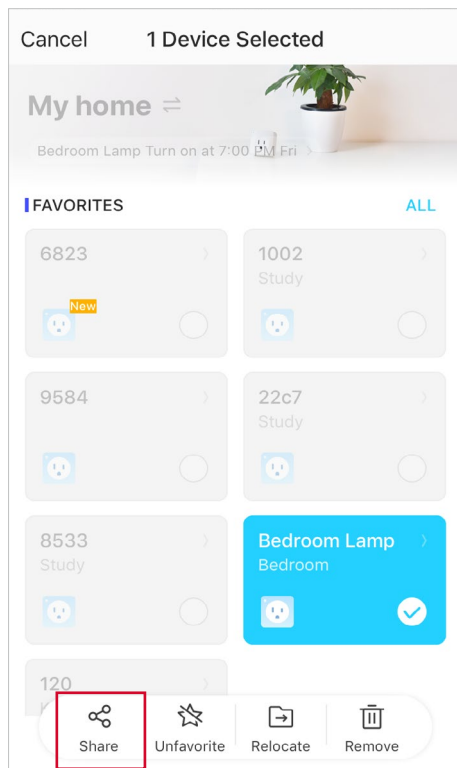 Cancel 1 Device Selected
My home
Bedroom Lamp Turn on at 7:00 PM Fri
FAVORITES ALL
6823 1002
Study
New
9584 22c7
Study
8533 Bedroom Lamp
Study Bedroom
120
Share Unfavorite Relocate Remove